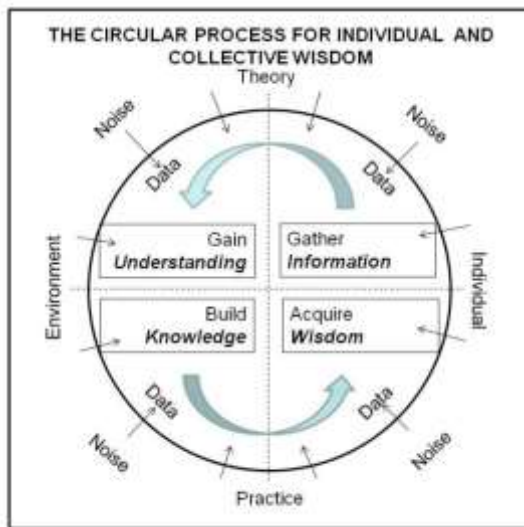 THE CIRCULAR PROCESS FOR INDIVIDUAL AND
COLLECTIVE WISDOM
Theory
Noise
Noise
Data
Data
Gain
Understanding
Gather
Information
Environment
Individual
Build
Knowledge
Acquire
Wisdom
Data
Data
Noise
Noise
Practice